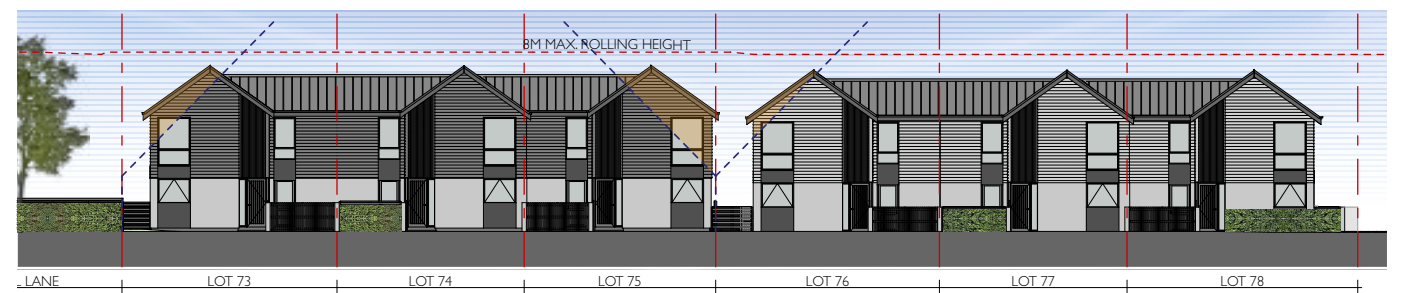 8M MAX. ROLLING HEIGHT
LANE
LOT 73
LOT 74
LOT 75
LOT 76
LOT 77
LOT 78